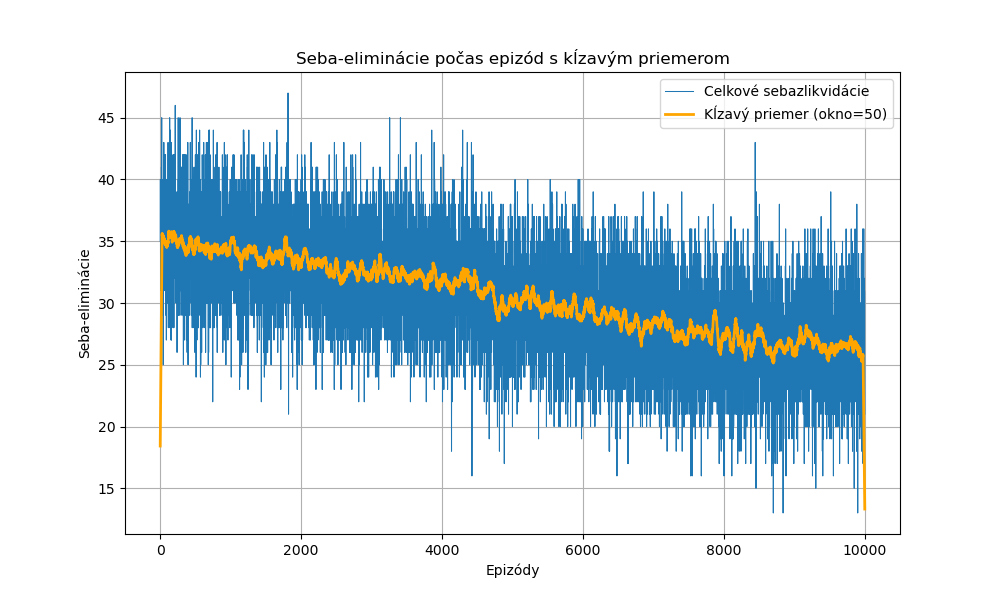 Seba-eliminácie počas epizód s kĺzavým priemerom
Celkové sebazlikvidácie
Kĺzavý priemer (okno=50)
Seba-eliminácie
45
40
35
30
25
20
15
0 2000 4000 6000 8000 10000
Epizódy